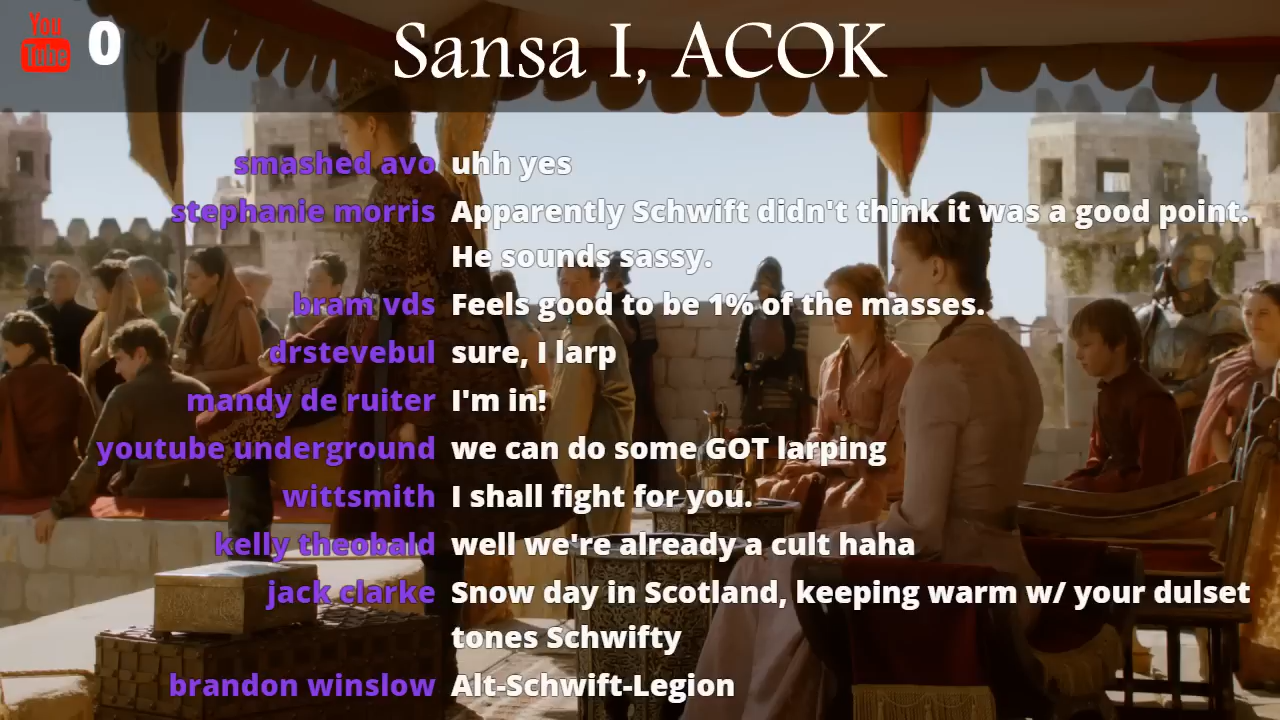 You
Tube
0
Sansa I, ACOK
smashed avo uhh yes
stephanie morris Apparently Schwift didn't think it was a good point.
He sounds sassy.
bram vds Feels good to be 1% of the masses.
drstevebul sure, I larp
mandy de ruiter I'm in!
youtube underground we can do some GOT larping
wittsmith I shall fight for you.
kelly theobald well we're already a cult haha
jack clarke Snow day in Scotland, keeping warm w/ your dulset
tones Schwifty
brandon winslow Alt-Schwift-Legion